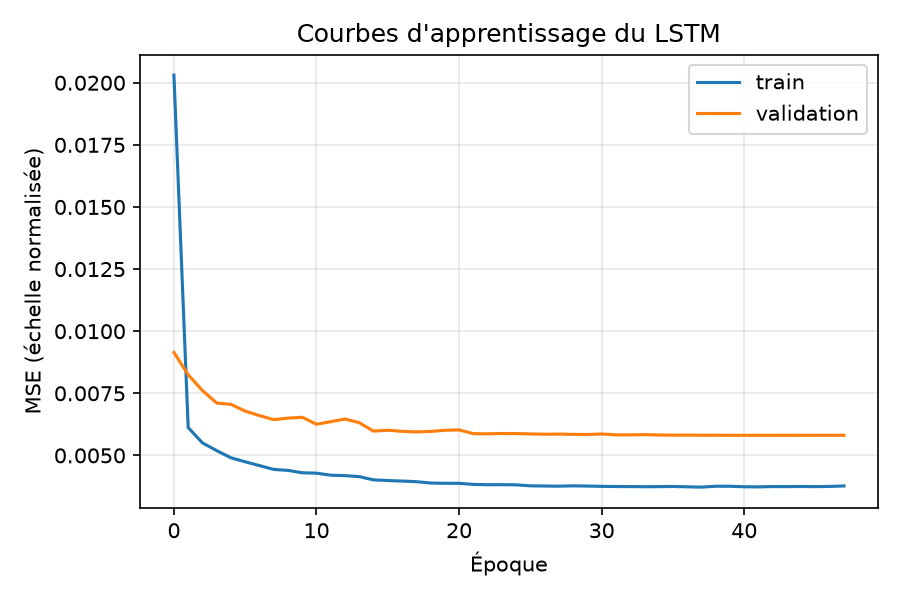 Courbes d'apprentissage du LSTM
train
validation
MSE (échelle normalisée)
0.0200
0.0175
0.0150
0.0125
0.0100
0.0075
0.0050
0
10
20
30
40
Époque